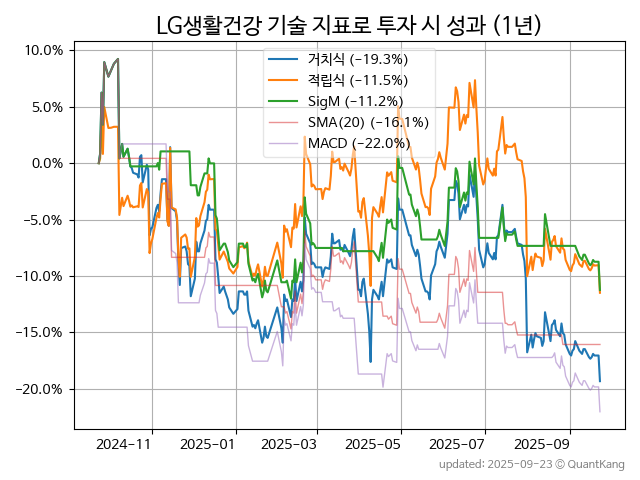 LG생활건강 기술 지표로 투자 시 성과 (1년)
거치식 (−19.3%)
적립식 (−11.5%)
SigM (−11.2%)
SMA(20) (−16.1%)
MACD (−22.0%)
10.0%
5.0%
0.0%
−5.0%
−10.0%
−15.0%
−20.0%
2024−11
2025−01
2025−03
2025−05
2025−07
2025−09
updated: 2025−09−23 ⓒ QuantKang